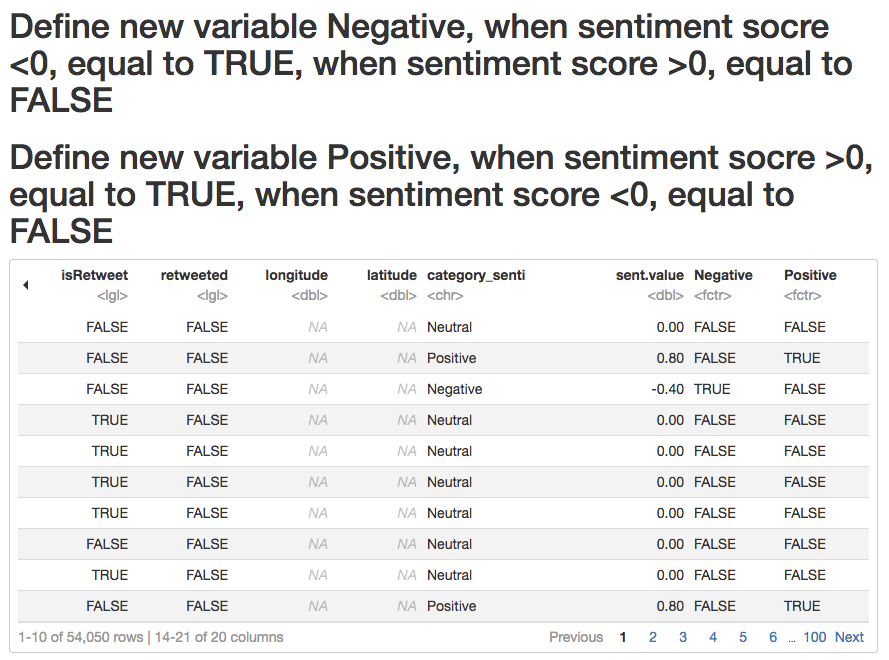 Define new variable Negative, when sentiment socre
<0, equal to TRUE, when sentiment score >0, equal to
FALSE
Define new variable Positive, when sentiment socre >0,
equal to TRUE, when sentiment score <0, equal to
FALSE
isRetweet retweeted longitude latitude category_senti sent.value Negative Positive
<lgl> <lgl> <dbl> <dbl> <chr> <dbl> <fctr> <fctr>
FALSE FALSE NA NA Neutral 0.00 FALSE FALSE
FALSE FALSE NA NA Positive 0.80 FALSE TRUE
FALSE FALSE NA NA Negative -0.40 TRUE FALSE
TRUE FALSE NA NA Neutral 0.00 FALSE FALSE
TRUE FALSE NA NA Neutral 0.00 FALSE FALSE
TRUE FALSE NA NA Neutral 0.00 FALSE FALSE
TRUE FALSE NA NA Neutral 0.00 FALSE FALSE
FALSE FALSE NA NA Neutral 0.00 FALSE FALSE
TRUE FALSE NA NA Neutral 0.00 FALSE FALSE
FALSE FALSE NA NA Positive 0.80 FALSE TRUE
1-10 of 54,050 rows | 14-21 of 20 columns Previous 1 2 3 4 5 6 ... 100 Next